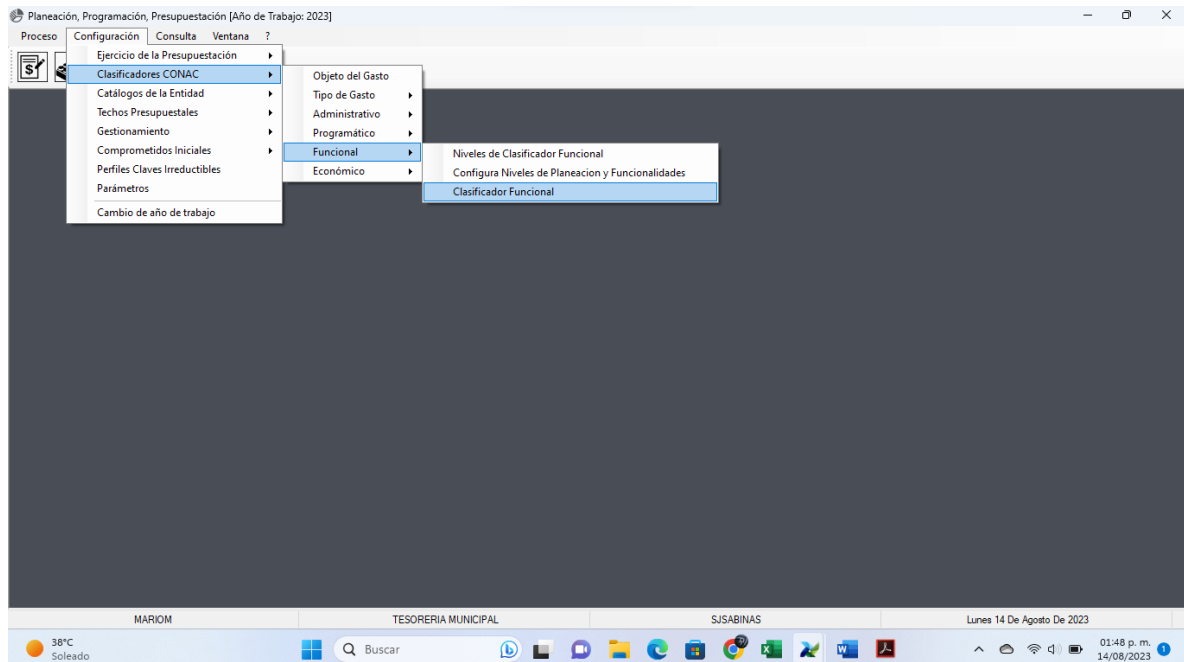 Planeación, Programación, Presupuestación [Año de Trabajo: 2023]
Proceso Configuración Consulta Ventana ?
Ejercicio de la Presupuestación
Clasificadores CONAC
Catálogos de la Entidad
Techos Presupuestales
Gestionamiento
Comprometidos Iniciales
Perfiles Claves Irreductibles
Parámetros
Cambio de año de trabajo
Objeto del Gasto
Tipo de Gasto
Administrativo
Programático
Funcional
Económico
Niveles de Clasificador Funcional
Configura Niveles de Planeacion y Funcionalidades
Clasificador Funcional
MARIOM TESORERIA MUNICIPAL SJSABINAS Lunes 14 De Agosto De 2023
38°C
Soleado
Buscar
01:48 p. m.
14/08/2023
1